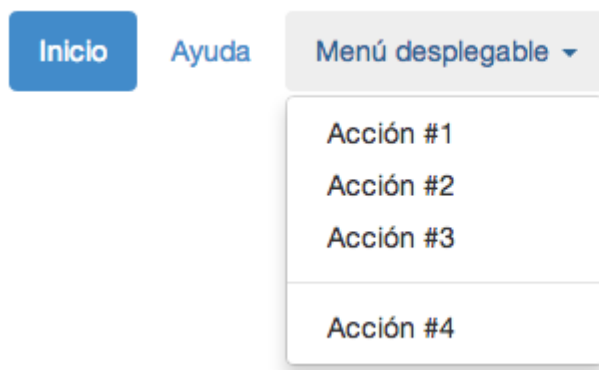 Inicio Ayuda Menú desplegable
Acción #1
Acción #2
Acción #3
Acción #4